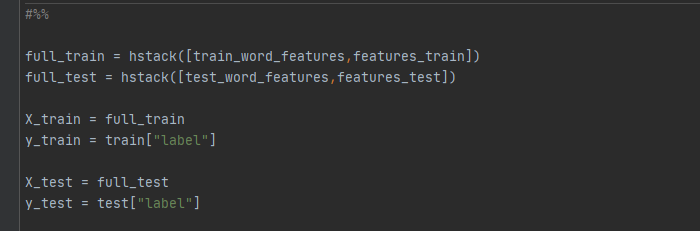 #%%
full_train = hstack([train_word_features,features_train])
full_test = hstack([test_word_features,features_test])
X_train = full_train
y_train = train["label"]
X_test = full_test
y_test = test["label"]